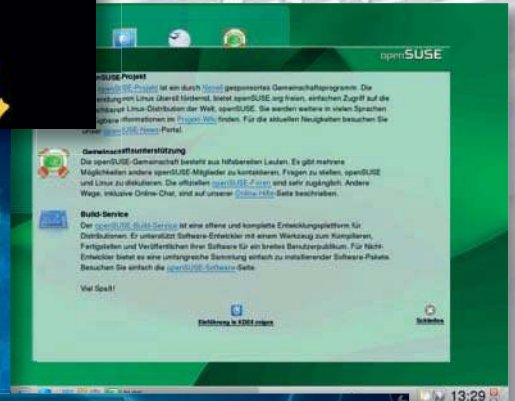 openSUSE
openSUSE-Projekt
openSUSE-Projekt ist ein durch Novell gesponsortes Gemeinschaftsprogramm. Die
von Linux überall fördernd, bietet openSUSE.org freien, einfachen Zugriff auf die
Linux-Distribution der Welt, openSUSE. Sie werden weitere in vielen Sprachen
Informationen im Projekt-Wiki finden. Für die aktuellen Neuigkeiten besuchen Sie
unser openSUSE-News-Portal.
Gemeinschaftsunterstützung
Die openSUSE-Gemeinschaft besteht aus hilfsbereiten Leuten. Es gibt mehrere
Möglichkeiten andere openSUSE-Mitglieder zu kontaktieren, Fragen zu stellen, openSUSE
und Linux zu diskutieren. Die offiziellen openSUSE-Foren sind sehr zugänglich. Andere
Wege, inklusive Online-Chat, sind auf unserer Online-Hilfe-Seite beschrieben.
Build-Service
Der openSUSE-Build-Service ist eine offene und komplette Entwicklungsplattform für
Distributionen. Er unterstützt Software-Entwickler mit einem Werkzeug zum Kompilieren,
Fertigstellen und Veröffentlichen ihrer Software für ein breites Benutzerpublikum. Für Nicht-
Entwickler bietet es eine umfangreiche Sammlung einfach zu installierender Software-Pakete.
Besuchen Sie einfach die openSUSE-Software-Seite.
Viel Spaß!
Einführung in KDE4 zeigen
Schließen
13:29